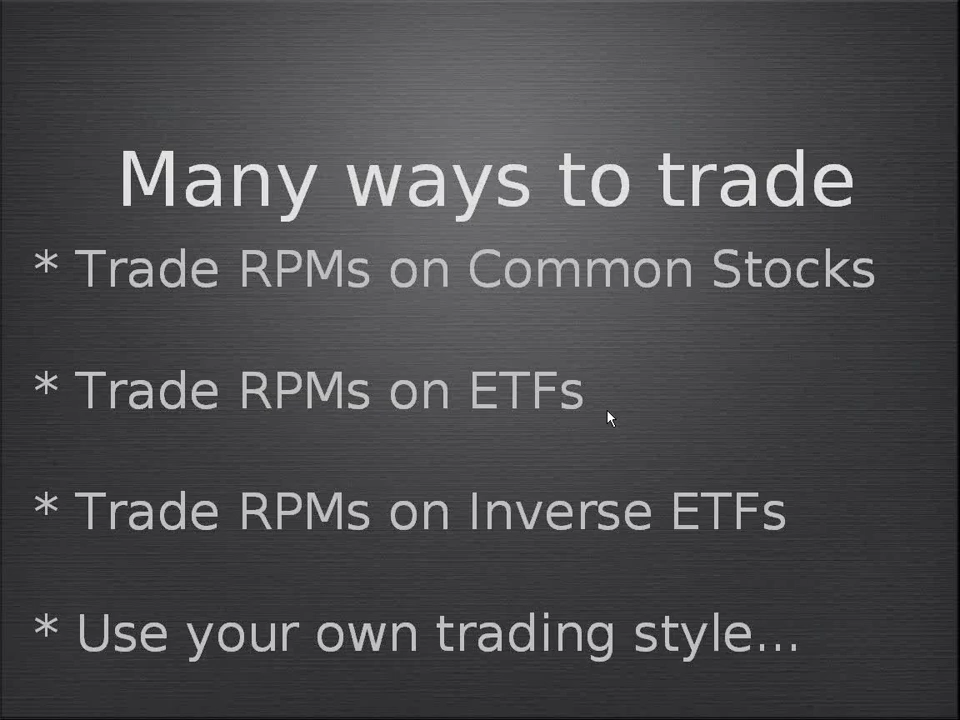 Many ways to trade
* Trade RPMs on Common Stocks
* Trade RPMs on ETFs
* Trade RPMs on Inverse ETFs
* Use your own trading style...